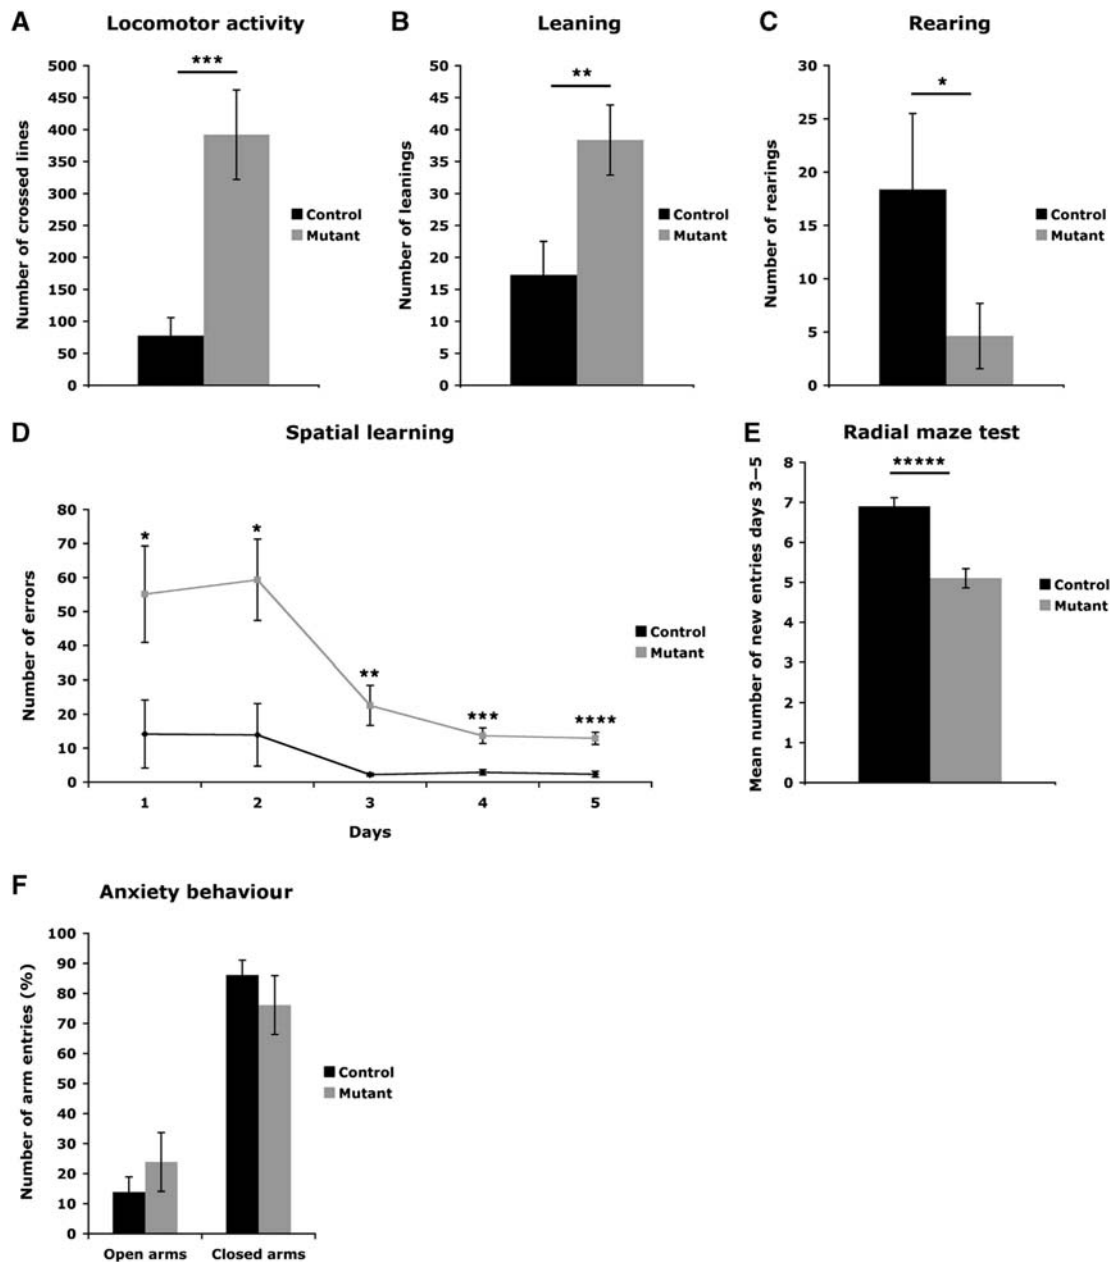 A Locomotor activity
Number of crossed lines
500
450
400
350
300
250
200
150
100
50
0
***
Control
Mutant
B Leaning
Number of leanings
50
45
40
35
30
25
20
15
10
5
0
**
Control
Mutant
C Rearing
Number of rearings
30
25
20
15
10
5
0
*
Control
Mutant
D Spatial learning
Number of errors
80
70
60
50
40
30
20
10
0
* * ** *** ****
1 2 3 4 5
Days
Control
Mutant
E Radial maze test
Mean number of new entries days 3–5
8
7
6
5
4
3
2
1
0
*****
Control
Mutant
F Anxiety behaviour
Number of arm entries (%)
100
90
80
70
60
50
40
30
20
10
0
Open arms Closed arms
Control
Mutant